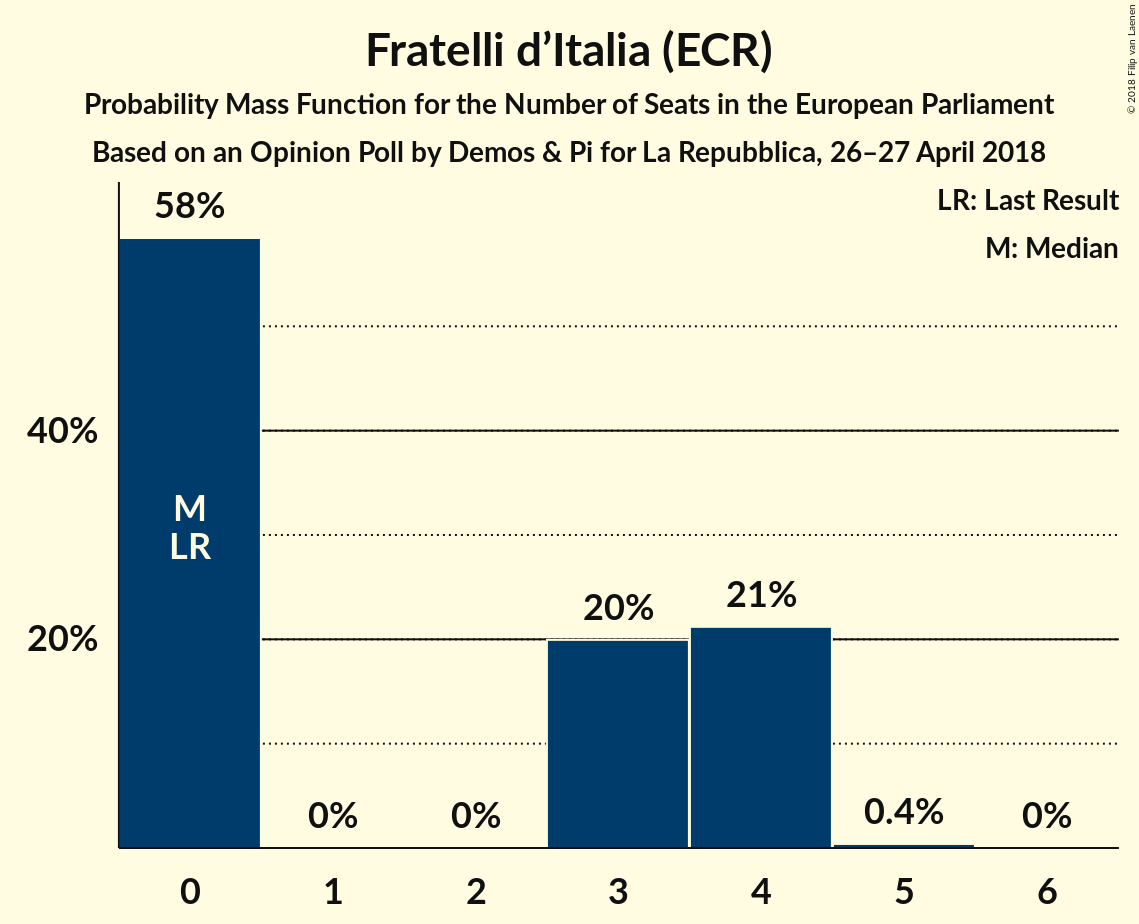 Fratelli d’Italia (ECR)
Probability Mass Function for the Number of Seats in the European Parliament
Based on an Opinion Poll by Demos & Pi for La Repubblica, 26–27 April 2018
© 2018 Filip van Laenen
LR: Last Result
M: Median
58%
40%
M
LR
20%
21%
20%
0%
0%
0.4%
0%
0
1
2
3
4
5
6